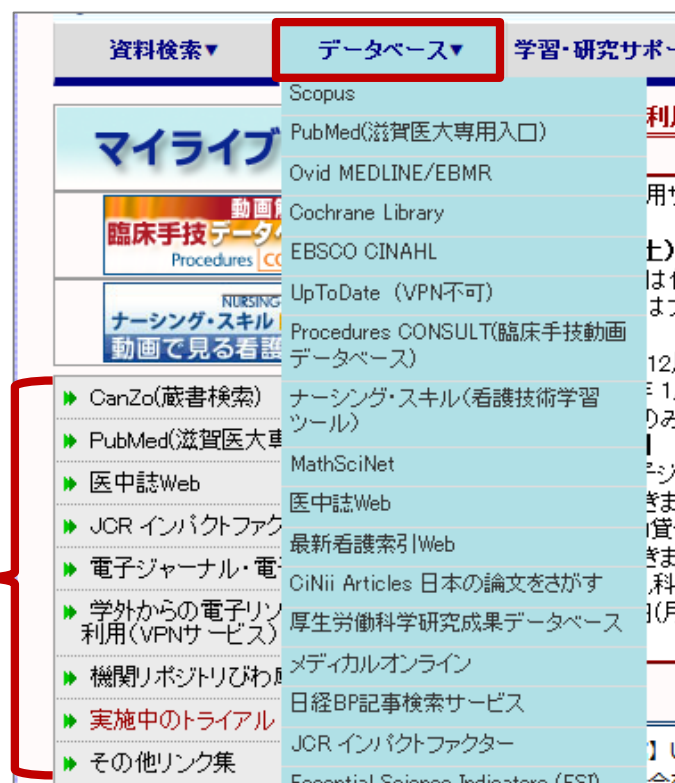 資料検索▼
データベース▼
学習・研究サポ
マイライブ
動画
臨床手技データベ
Procedures CO
NURSING
ナーシング・スキル
動画で見る看護
CanZo(蔵書検索)
PubMed(滋賀医大専
医中誌Web
JCR インパクトファク
電子ジャーナル・電
学外からの電子リソ
利用(VPNサービス)
機関リポジトリびわ
実施中のトライアル
その他リンク集
Scopus
PubMed(滋賀医大専用入口)
Ovid MEDLINE/EBMR
Cochrane Library
EBSCO CINAHL
UpToDate (VPN不可)
Procedures CONSULT(臨床手技動画
データベース)
ナーシング・スキル(看護技術学習
ツール)
MathSciNet
医中誌Web
最新看護索引Web
CiNii Articles 日本の論文をさがす
厚生労働科学研究成果データベース
メディカルオンライン
日経BP記事検索サービス
JCR インパクトファクター
Essential Science Indicators (ESI)